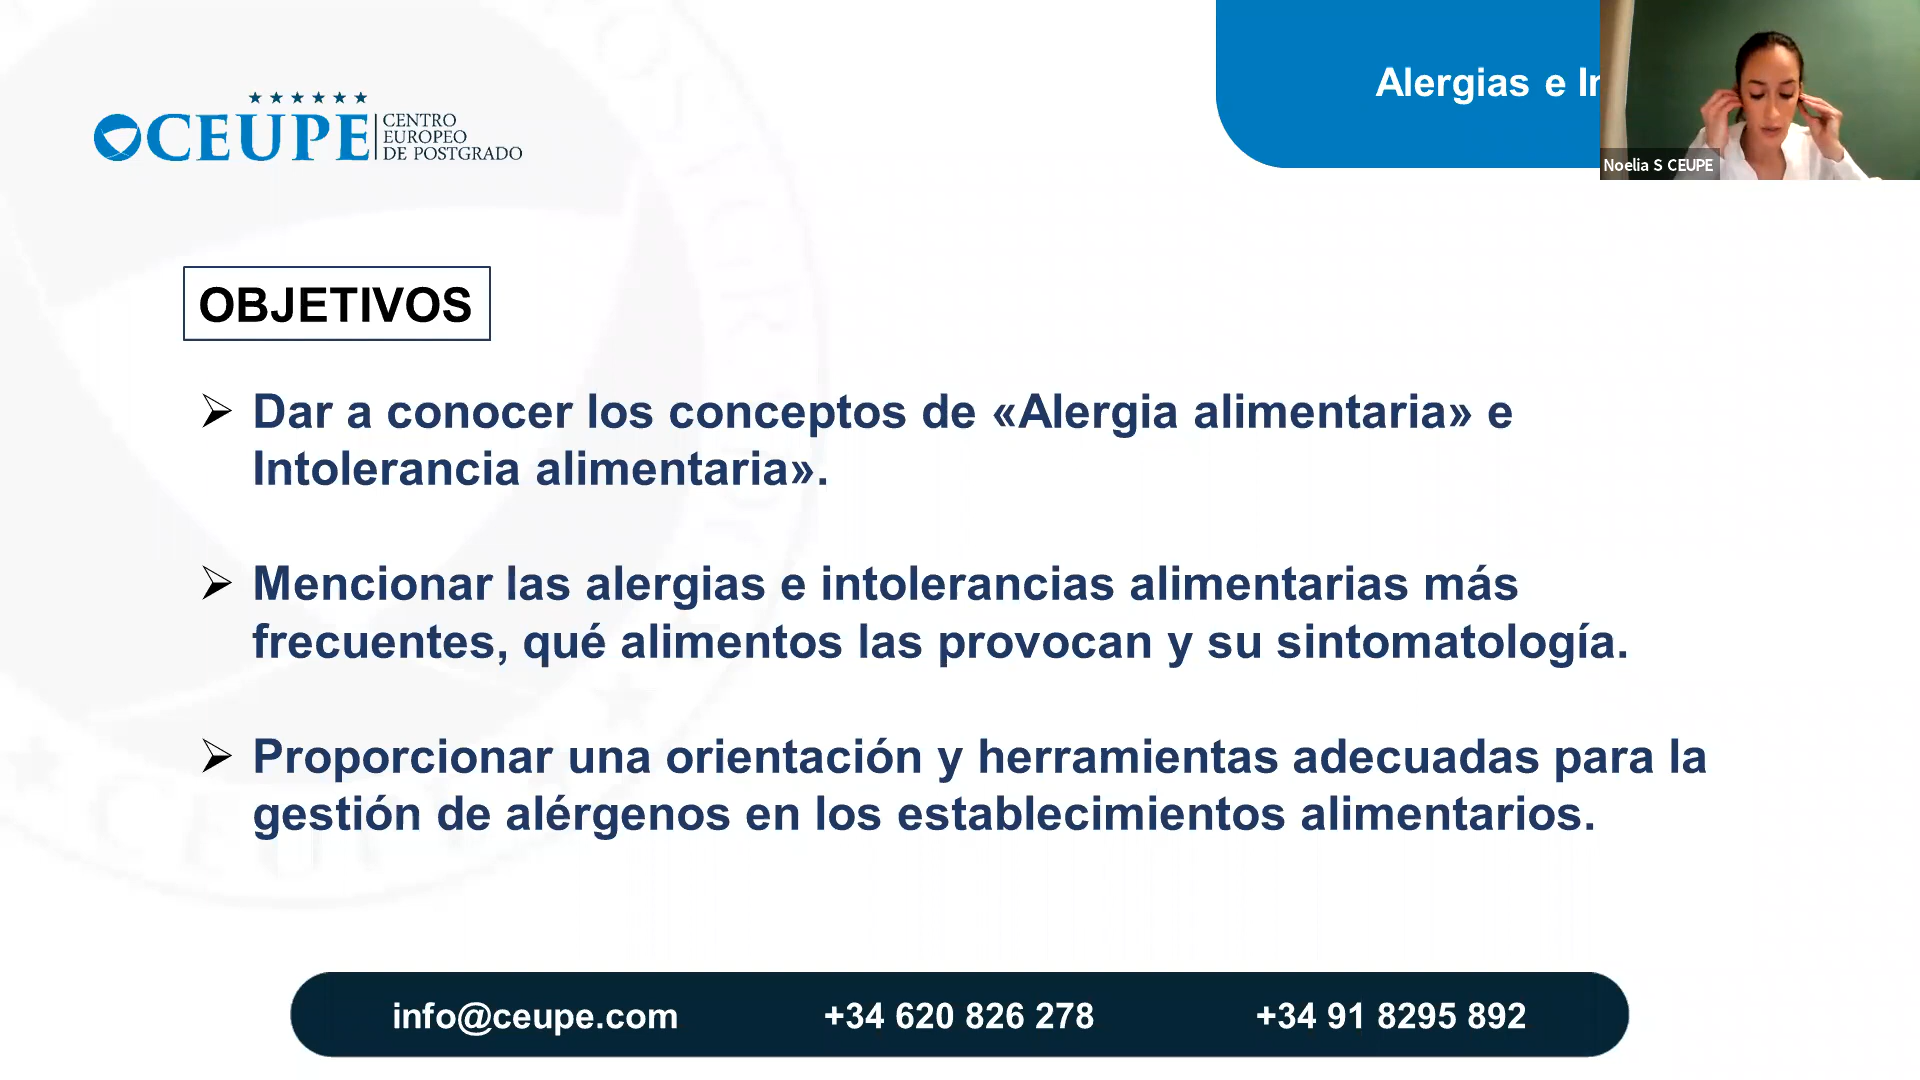 CEUPE
CENTRO
EUROPEO
DE POSTGRADO
Alergias e
Noelia S CEUPE
OBJETIVOS
Dar a conocer los conceptos de «Alergia alimentaria» e
Intolerancia alimentaria».
Mencionar las alergias e intolerancias alimentarias más
frecuentes, qué alimentos las provocan y su sintomatología.
Proporcionar una orientación y herramientas adecuadas para la
gestión de alérgenos en los establecimientos alimentarios.
info@ceupe.com
+34 620 826 278
+34 91 8295 892